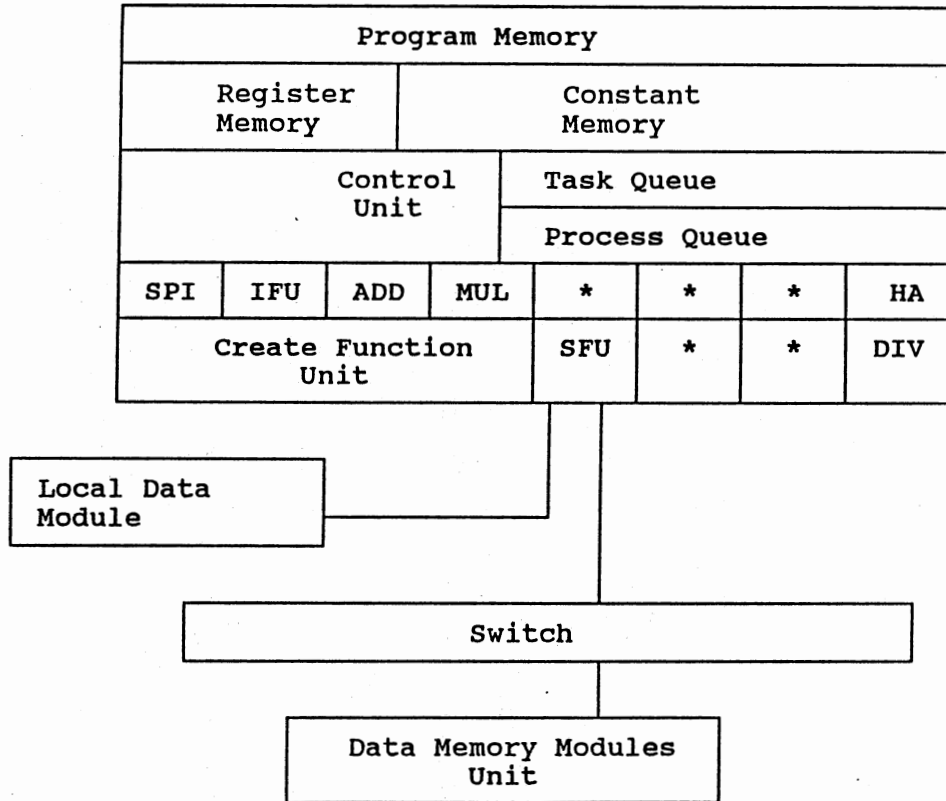 Program Memory
Register Memory
Constant Memory
Control Unit
Task Queue
Process Queue
SPI IFU ADD MUL * * * HA
Create Function Unit
SFU * * DIV
Local Data Module
Switch
Data Memory Modules Unit